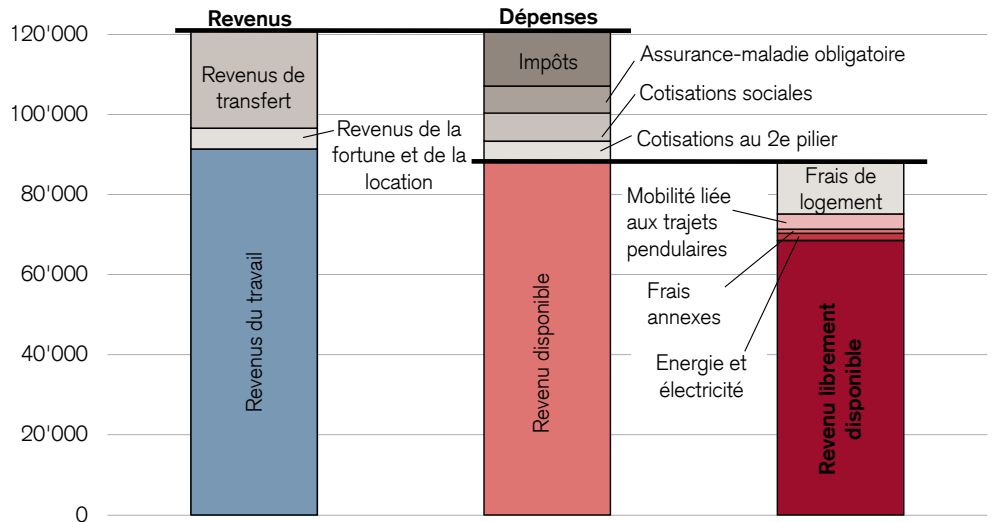 Revenus
Dépenses
120'000
100'000
80'000
60'000
40'000
20'000
0
Revenus de
transfert
Revenus de la
fortune et de la
location
Revenus du travail
Impôts
Assurance-maladie obligatoire
Cotisations sociales
Cotisations au 2e pilier
Revenu disponible
Frais de
logement
Mobilité liée
aux trajets
pendulaires
Frais
annexes
Energie et
électricité
Revenu librement
disponible